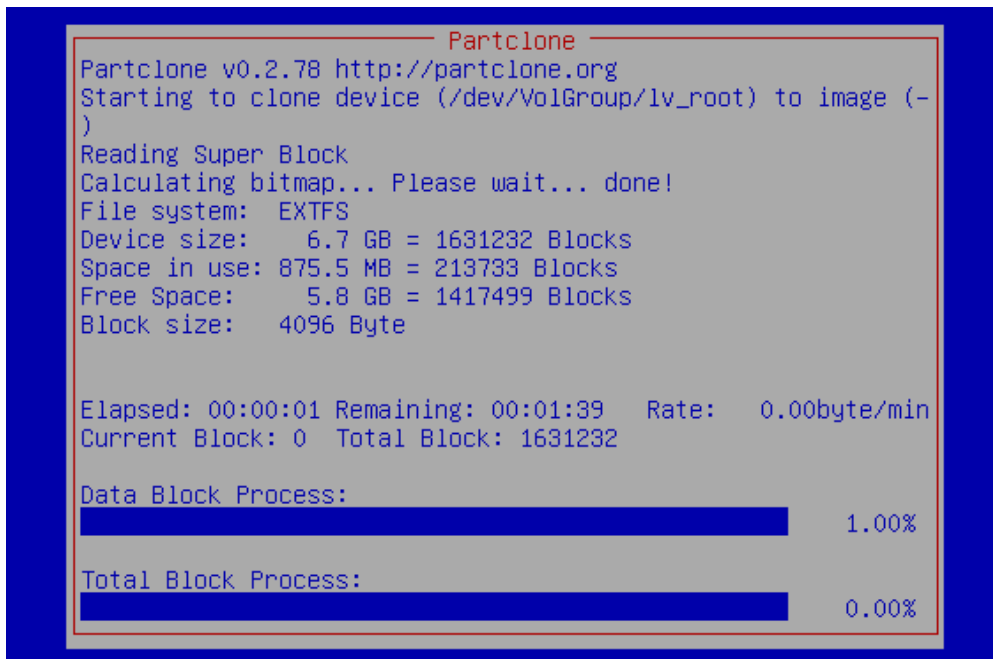 Partclone
Partclone v0.2.78 http://partclone.org
Starting to clone device (/dev/VolGroup/lv_root) to image (-
)
Reading Super Block
Calculating bitmap... Please wait... done!
File system:  EXTFS
Device size:    6.7 GB = 1631232 Blocks
Space in use: 875.5 MB = 213733 Blocks
Free Space:     5.8 GB = 1417499 Blocks
Block size:   4096 Byte
Elapsed: 00:00:01 Remaining: 00:01:39   Rate:   0.00byte/min
Current Block: 0  Total Block: 1631232
Data Block Process:
1.00%
Total Block Process:
0.00%